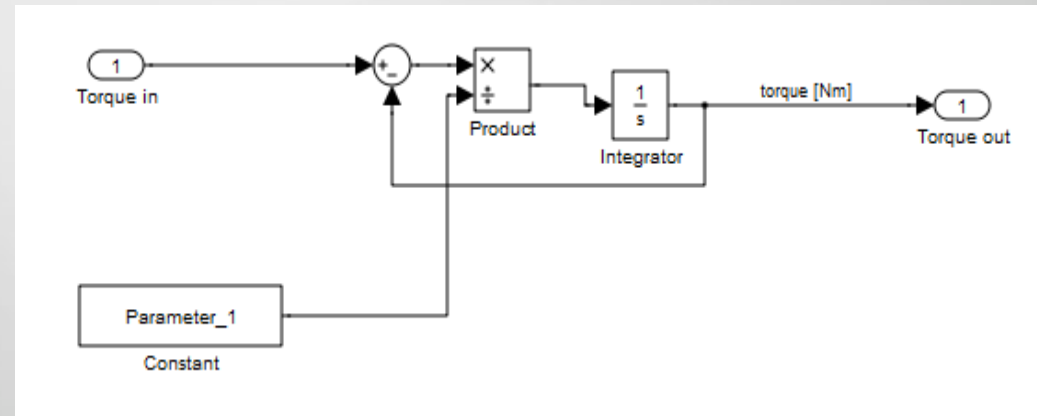 1
Torque in
+
−
×
÷
Product
1
s
Integrator
torque [Nm]
1
Torque out
Parameter_1
Constant